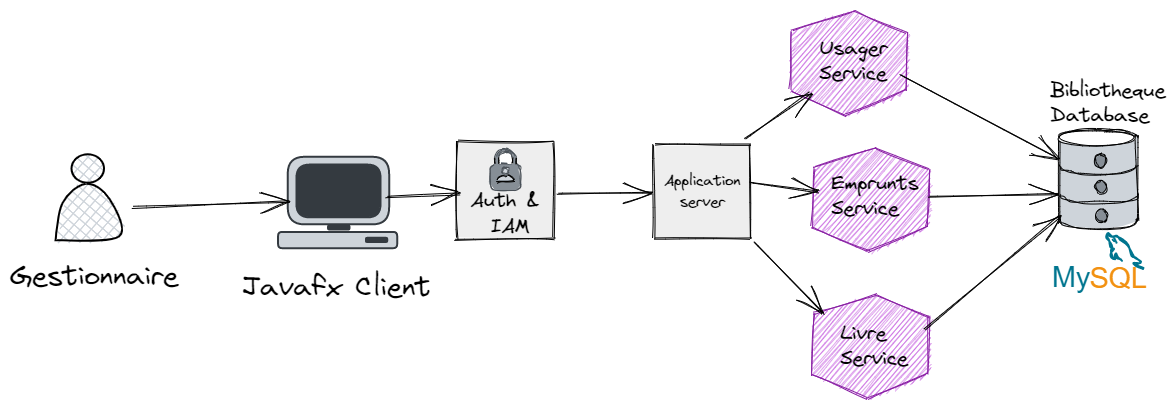 Gestionnaire
Javafx Client
Auth &
IAM
Application
server
Usager
Service
Emprunts
Service
Livre
Service
Bibliotheque
Database
MySQL